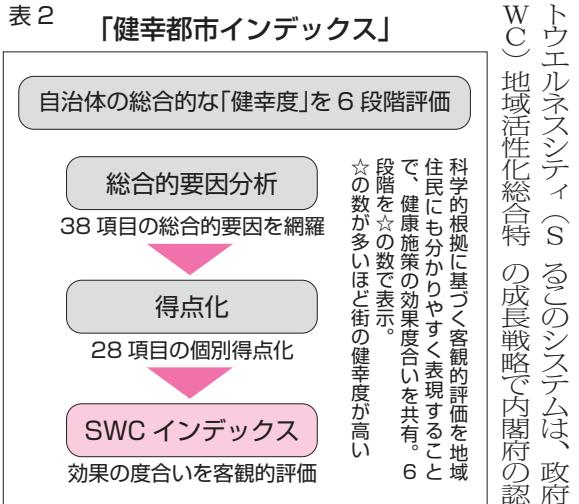 表2
「健幸都市インデックス」
自治体の総合的な「健幸度」を6段階評価
総合的要因分析
38項目の総合的要因を網羅
得点化
28項目の個別得点化
SWCインデックス
効果の度合いを客観的評価
科学的根拠に基づく客観的評価を地域
住民にも分かりやすく表現すること
で、健康施策の効果度合いを共有。6
段階を☆の数で表示。
☆の数が多いほど街の健幸度が高い
トウエルネスシティ（S
WC）地域活性化総合特
るこのシステムは、政府
の成長戦略で内閣府の認